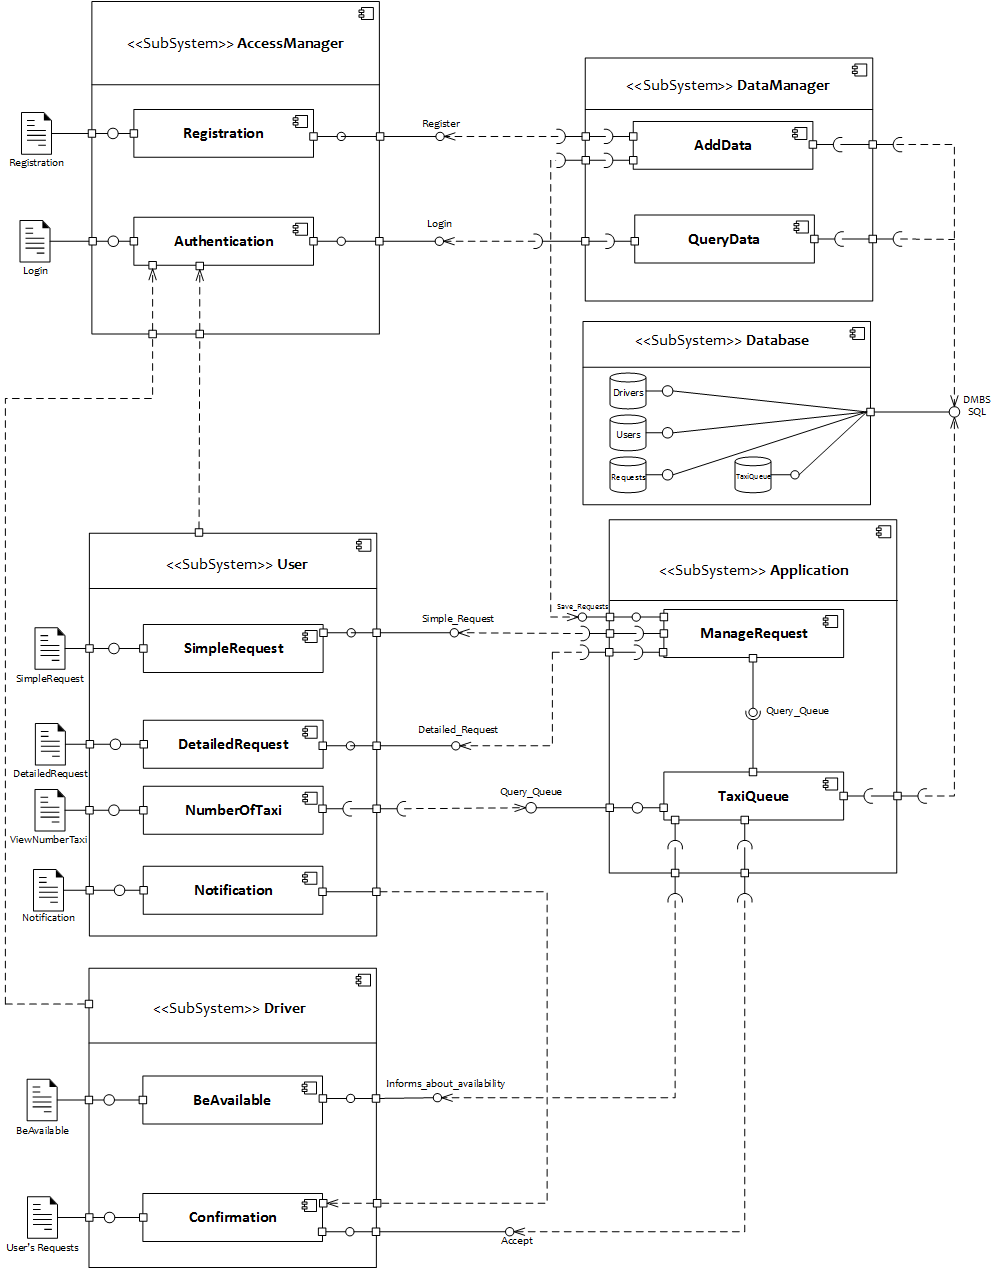 <<SubSystem>> AccessManager
Registration
Registration
Register
Authentication
Login
Login
<<SubSystem>> DataManager
AddData
QueryData
<<SubSystem>> Database
Drivers
Users
Requests
TaxiQueue
DMBS
SQL
<<SubSystem>> User
SimpleRequest
SimpleRequest
Simple_Request
DetailedRequest
DetailedRequest
Detailed_Request
NumberOfTaxi
ViewNumberTaxi
Query_Queue
Notification
Notification
<<SubSystem>> Application
Save_Requests
ManageRequest
Query_Queue
TaxiQueue
<<SubSystem>> Driver
BeAvailable
BeAvailable
Informs_about_availability
Confirmation
User's Requests
Accept